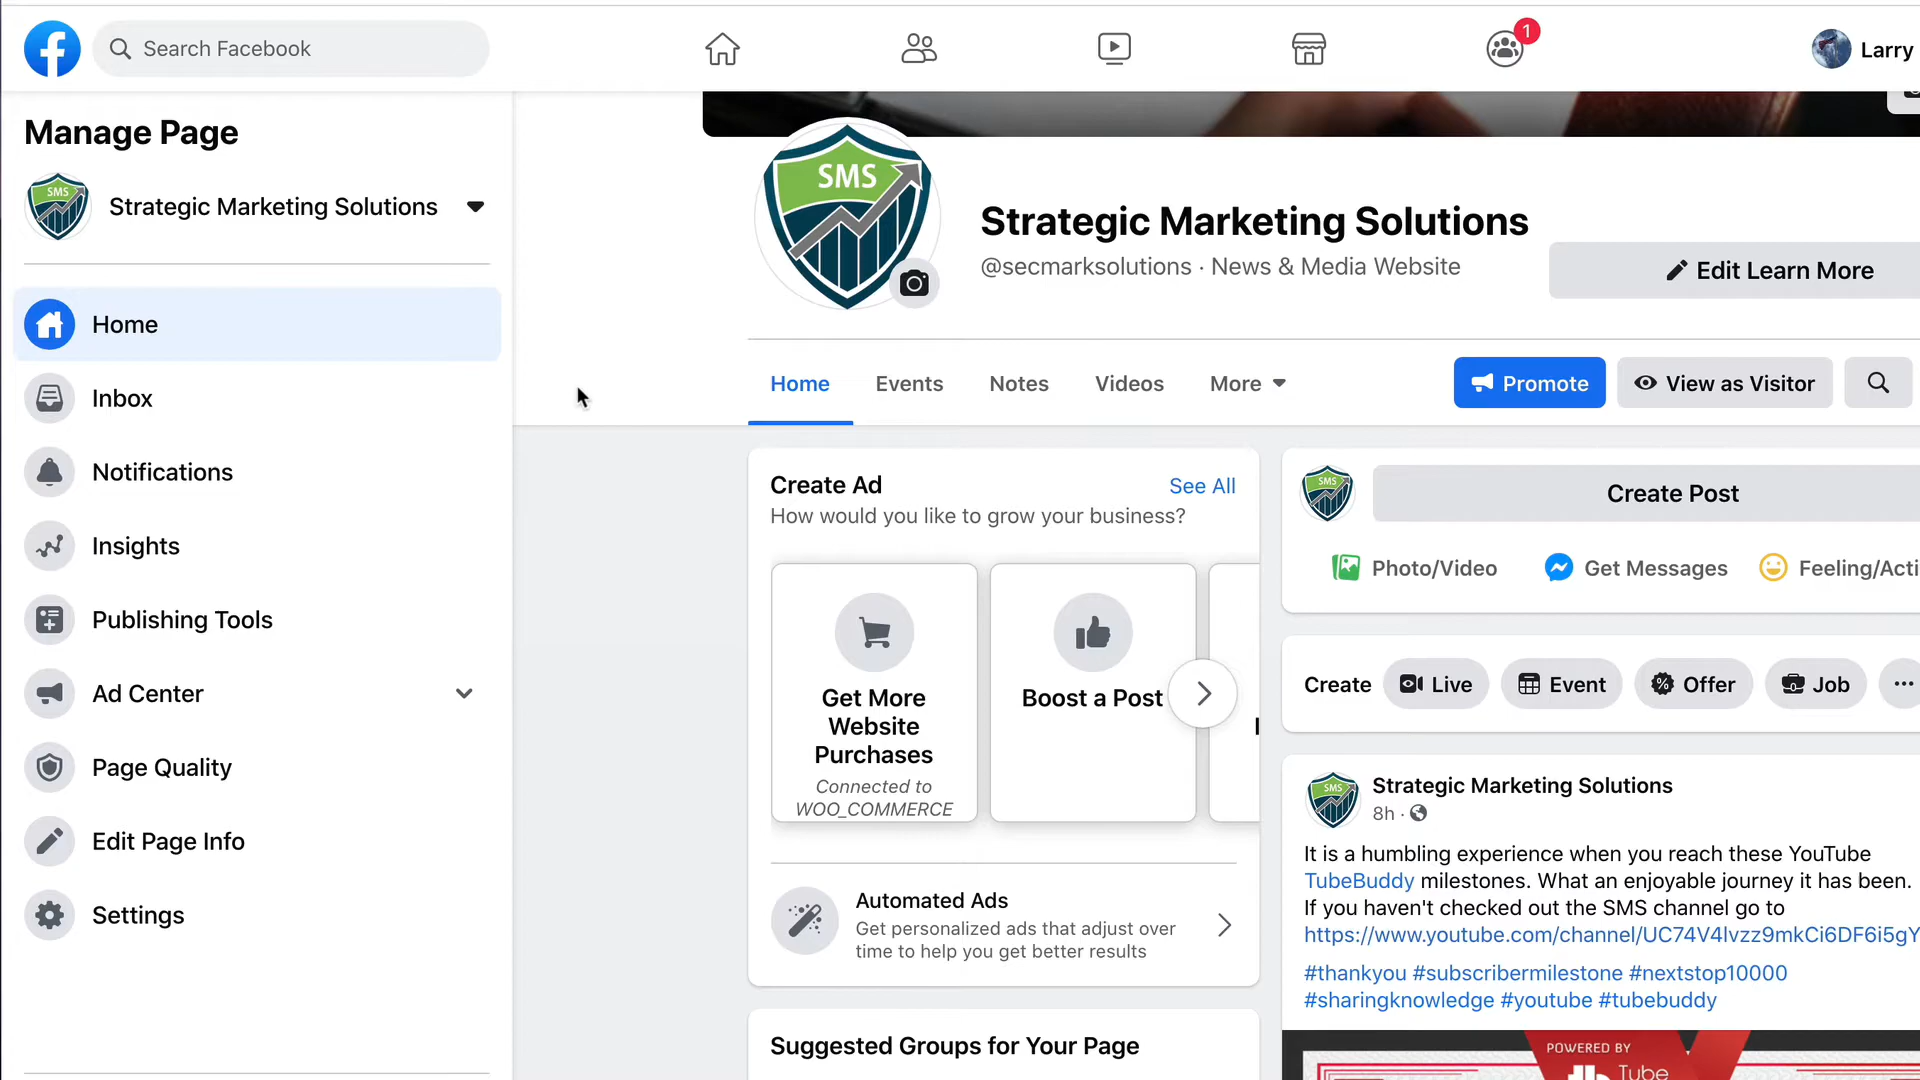 Search Facebook
1
Larry
Manage Page
SMS
Strategic Marketing Solutions
Home
Inbox
Notifications
Insights
Publishing Tools
Ad Center
Page Quality
Edit Page Info
Settings
SMS
Strategic Marketing Solutions
@secmarksolutions · News & Media Website
Edit Learn More
Home
Events
Notes
Videos
More
Promote
View as Visitor
Create Ad
See All
How would you like to grow your business?
Get More
Website
Purchases
Connected to
WOO_COMMERCE
Boost a Post
Automated Ads
Get personalized ads that adjust over
time to help you get better results
Suggested Groups for Your Page
SMS
Create Post
Photo/Video
Get Messages
Feeling/Acti
Create
Live
Event
Offer
Job
SMS
Strategic Marketing Solutions
8h ·
It is a humbling experience when you reach these YouTube
TubeBuddy milestones. What an enjoyable journey it has been.
If you haven't checked out the SMS channel go to
https://www.youtube.com/channel/UC74V4lvzz9mkCi6DF6i5gY
#thankyou #subscribermilestone #nextstop10000
#sharingknowledge #youtube #tubebuddy
POWERED BY
Tube